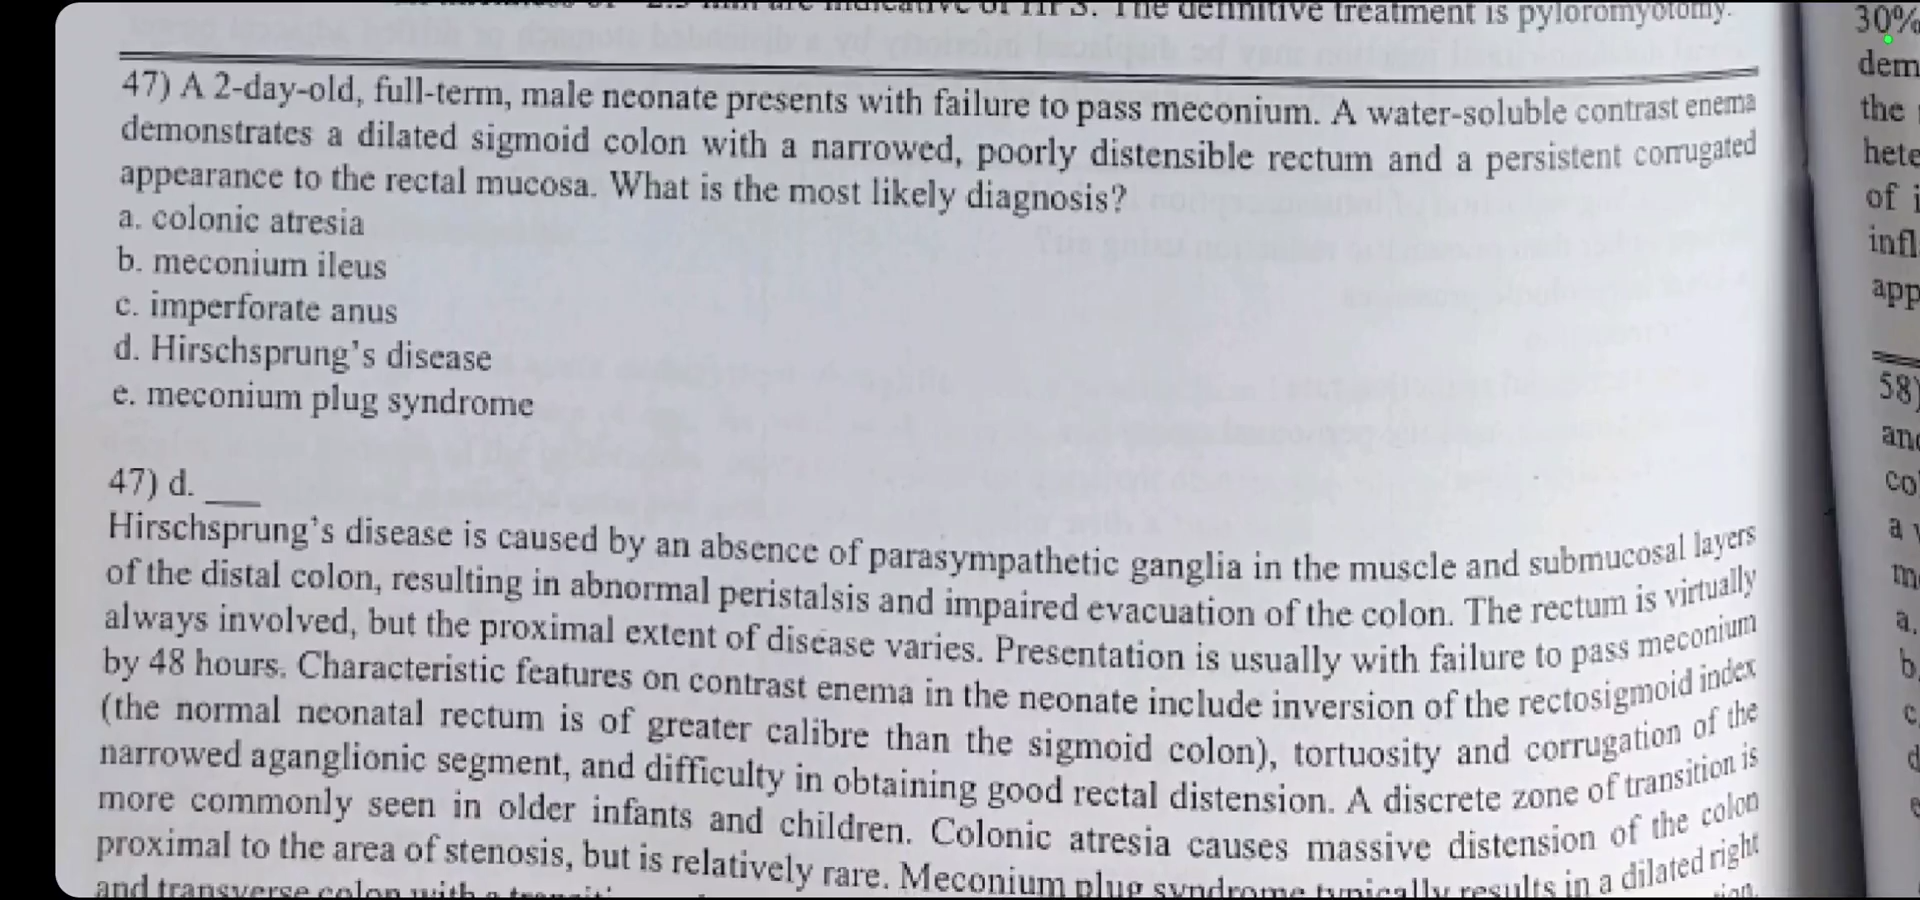 are indicative of HPS. The definitive treatment is pyloromyotomy.
47) A 2-day-old, full-term, male neonate presents with failure to pass meconium. A water-soluble contrast enema
demonstrates a dilated sigmoid colon with a narrowed, poorly distensible rectum and a persistent corrugated
appearance to the rectal mucosa. What is the most likely diagnosis?
a. colonic atresia
b. meconium ileus
c. imperforate anus
d. Hirschsprung's disease
e. meconium plug syndrome
47) d. ___
Hirschsprung's disease is caused by an absence of parasympathetic ganglia in the muscle and submucosal layers
of the distal colon, resulting in abnormal peristalsis and impaired evacuation of the colon. The rectum is virtually
always involved, but the proximal extent of disease varies. Presentation is usually with failure to pass meconium
by 48 hours. Characteristic features on contrast enema in the neonate include inversion of the rectosigmoid index
(the normal neonatal rectum is of greater calibre than the sigmoid colon), tortuosity and corrugation of the
narrowed aganglionic segment, and difficulty in obtaining good rectal distension. A discrete zone of transition is
more commonly seen in older infants and children. Colonic atresia causes massive distension of the colon
proximal to the area of stenosis, but is relatively rare. Meconium plug syndrome typically results in a dilated right
and transverse colon with a
30%
dem
the
hete
of i
infl
app
58)
and
co
a
m
a.
b.
c
d
e